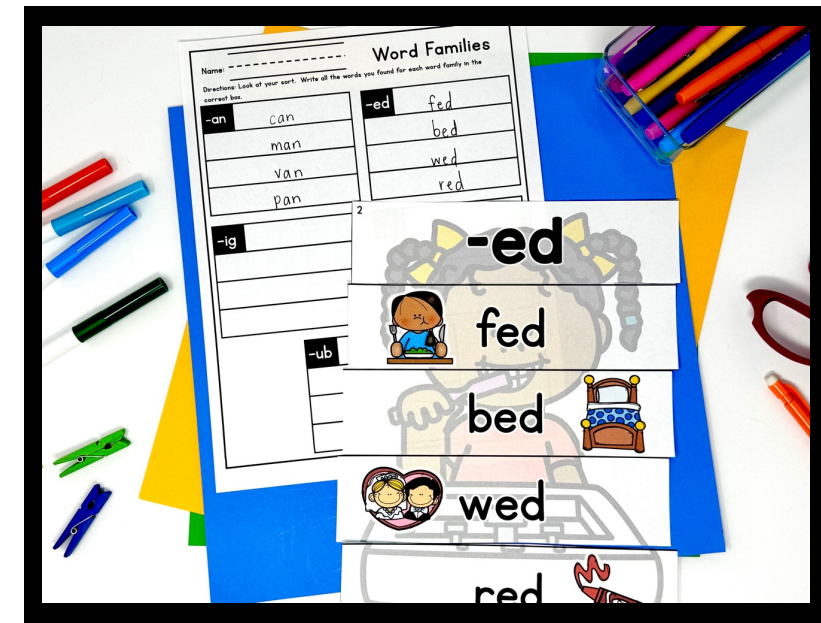 Word Families
Name:
Directions: Look at your sort. Write all the words you found for each word family in the
correct box.
-an
can
man
van
pan
-ed
fed
bed
wed
red
-ig
-ub
2
-ed
fed
bed
wed
red